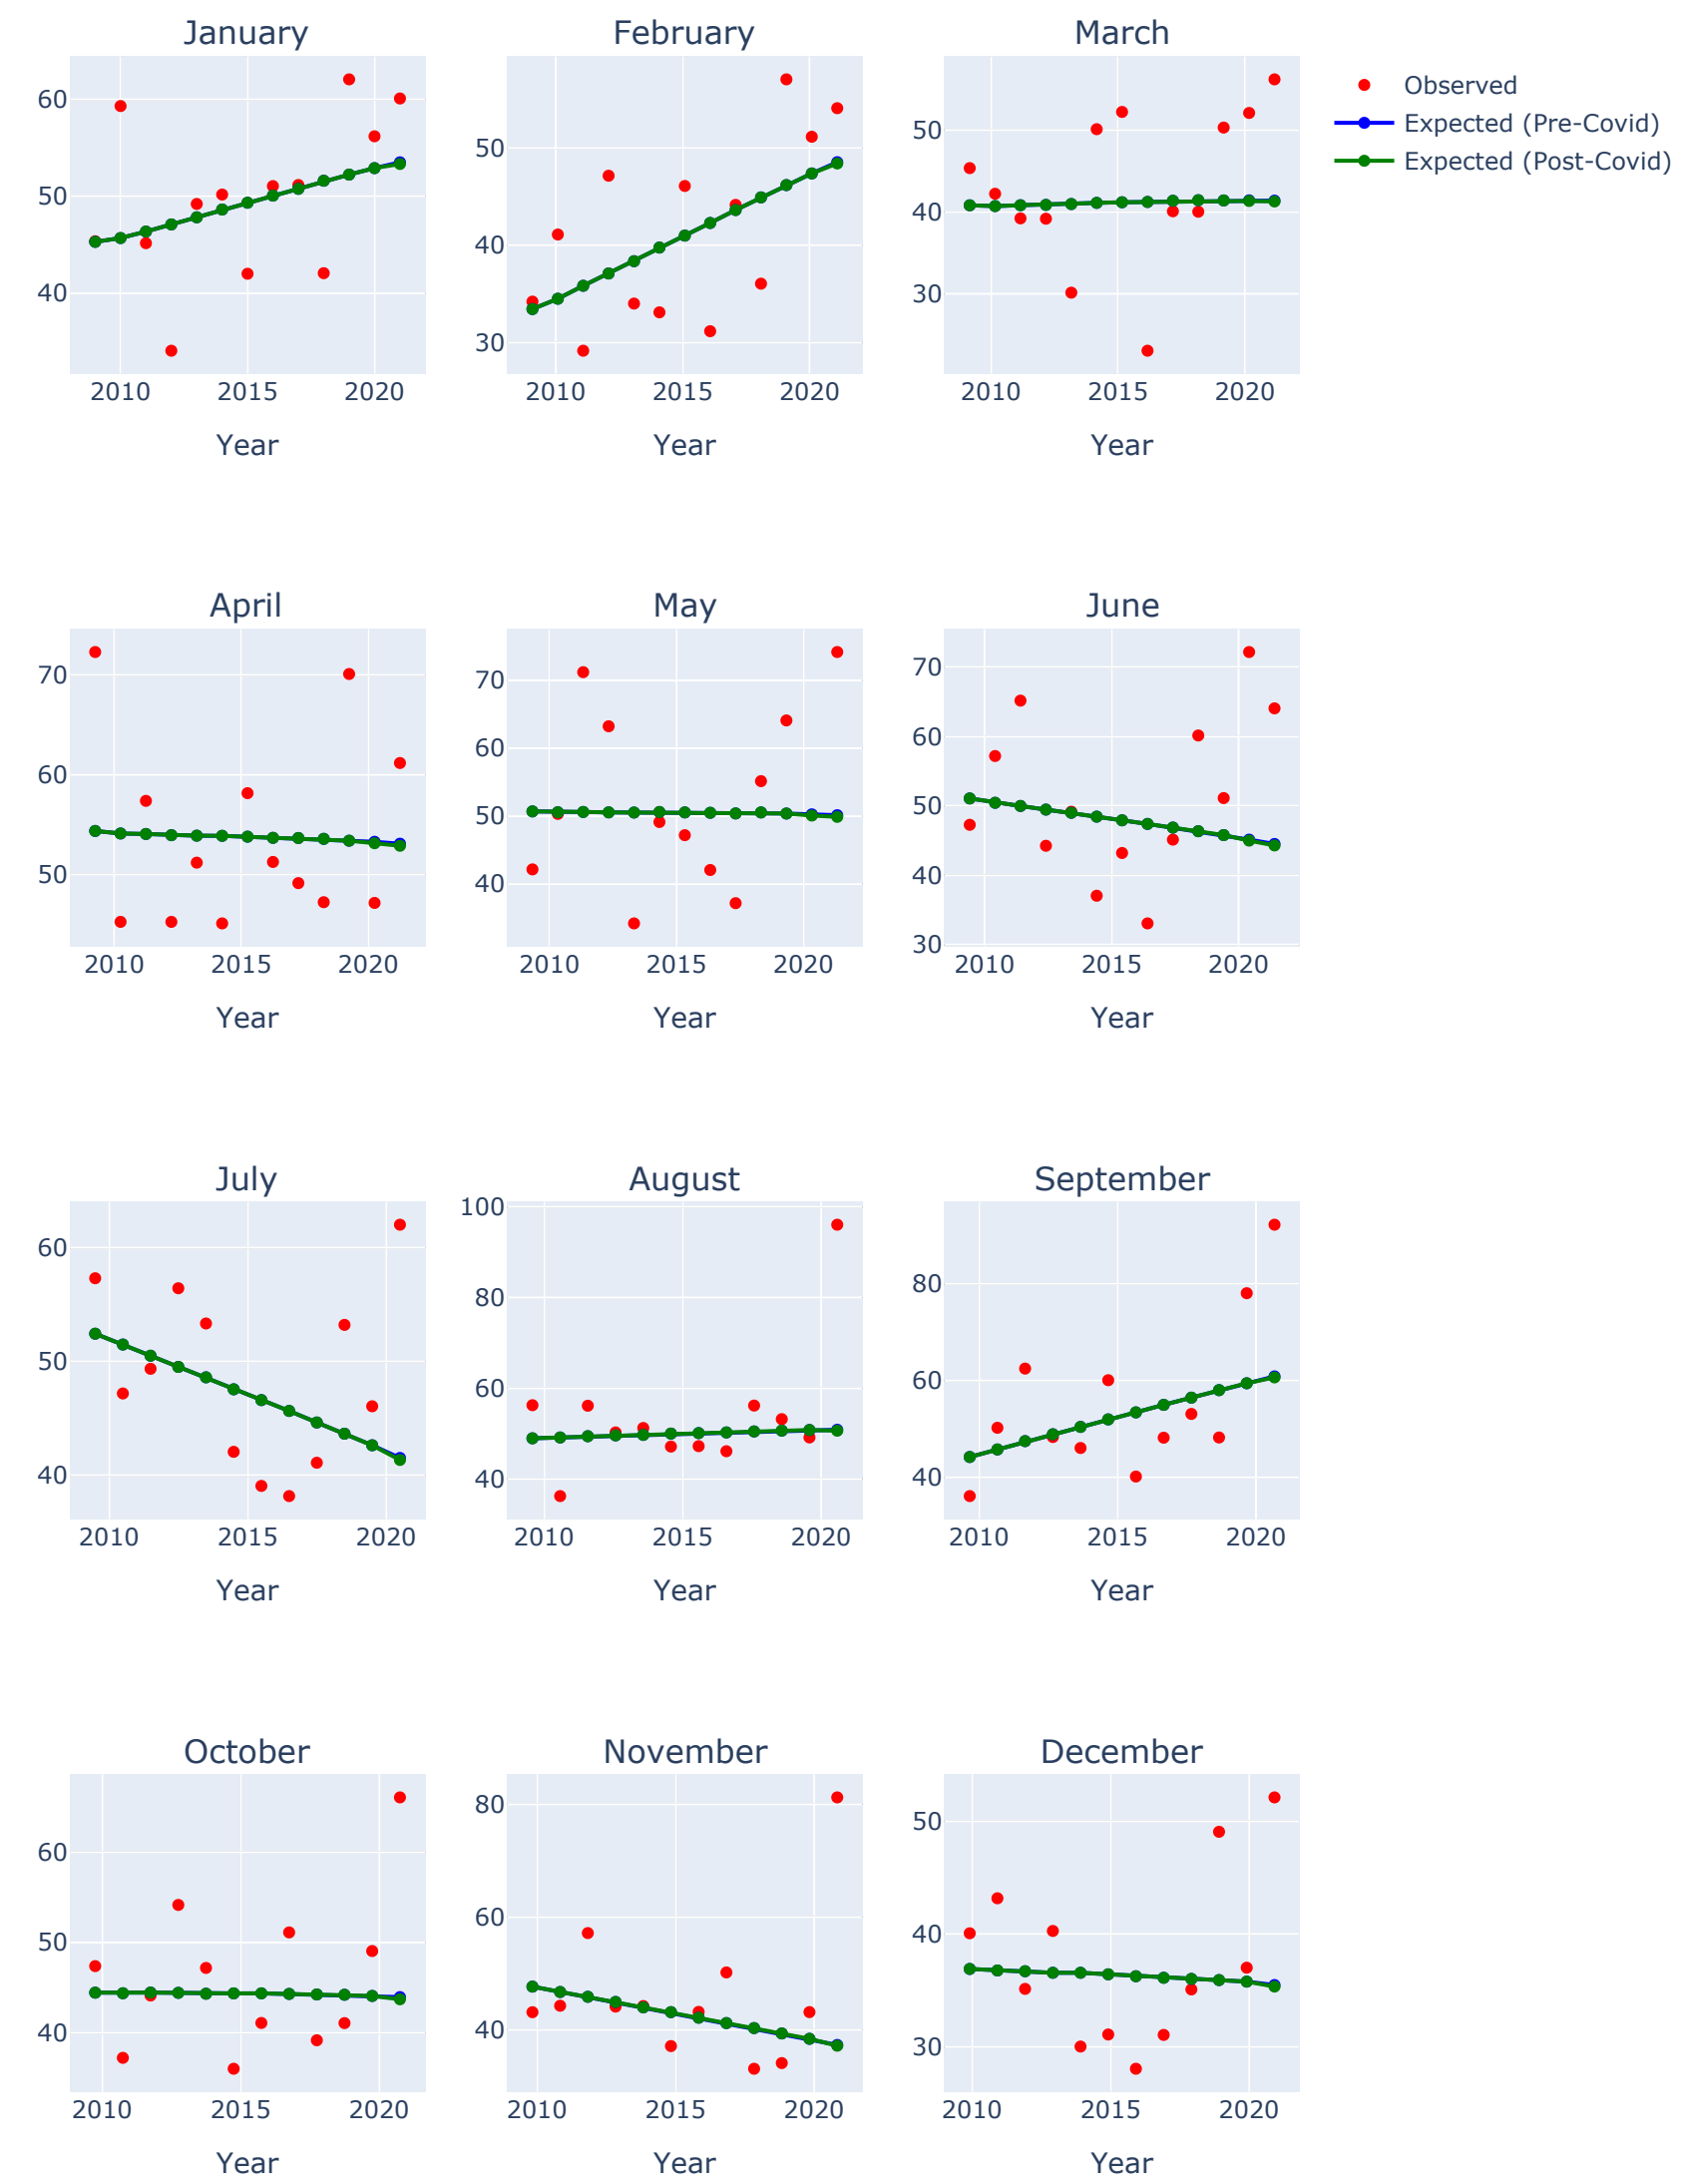 January
February
March
Observed
Expected (Pre-Covid)
Expected (Post-Covid)
60
50
40
2010
2015
2020
Year
50
40
30
2010
2015
2020
Year
50
40
30
2010
2015
2020
Year
April
May
June
70
60
50
2010
2015
2020
Year
70
60
50
40
2010
2015
2020
Year
70
60
50
40
30
2010
2015
2020
Year
July
August
September
60
50
40
2010
2015
2020
Year
100
80
60
40
2010
2015
2020
Year
80
60
40
2010
2015
2020
Year
October
November
December
60
50
40
2010
2015
2020
Year
80
60
40
2010
2015
2020
Year
50
40
30
2010
2015
2020
Year